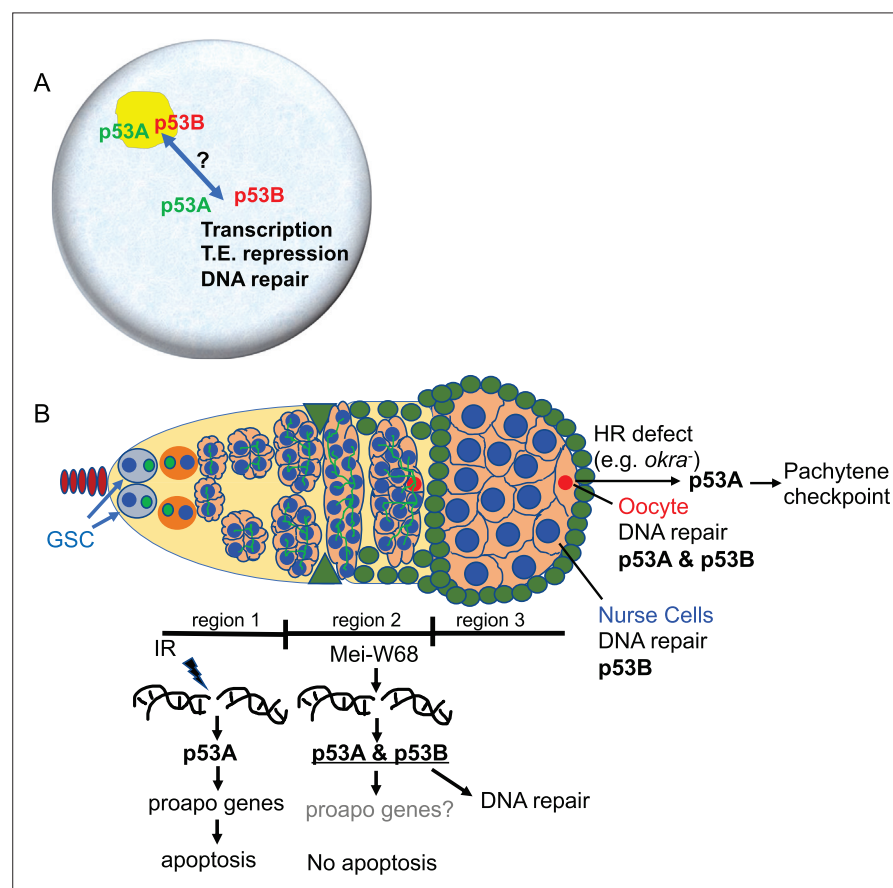 A
p53A p53B
?
p53A p53B
Transcription
T.E. repression
DNA repair
B
GSC
HR defect
(e.g. okra-)
p53A
Pachytene
checkpoint
Oocyte
DNA repair
p53A & p53B
Nurse Cells
DNA repair
p53B
region 1 region 2 region 3
IR
Mei-W68
p53A
p53A & p53B
proapo genes
proapo genes?
DNA repair
apoptosis
No apoptosis